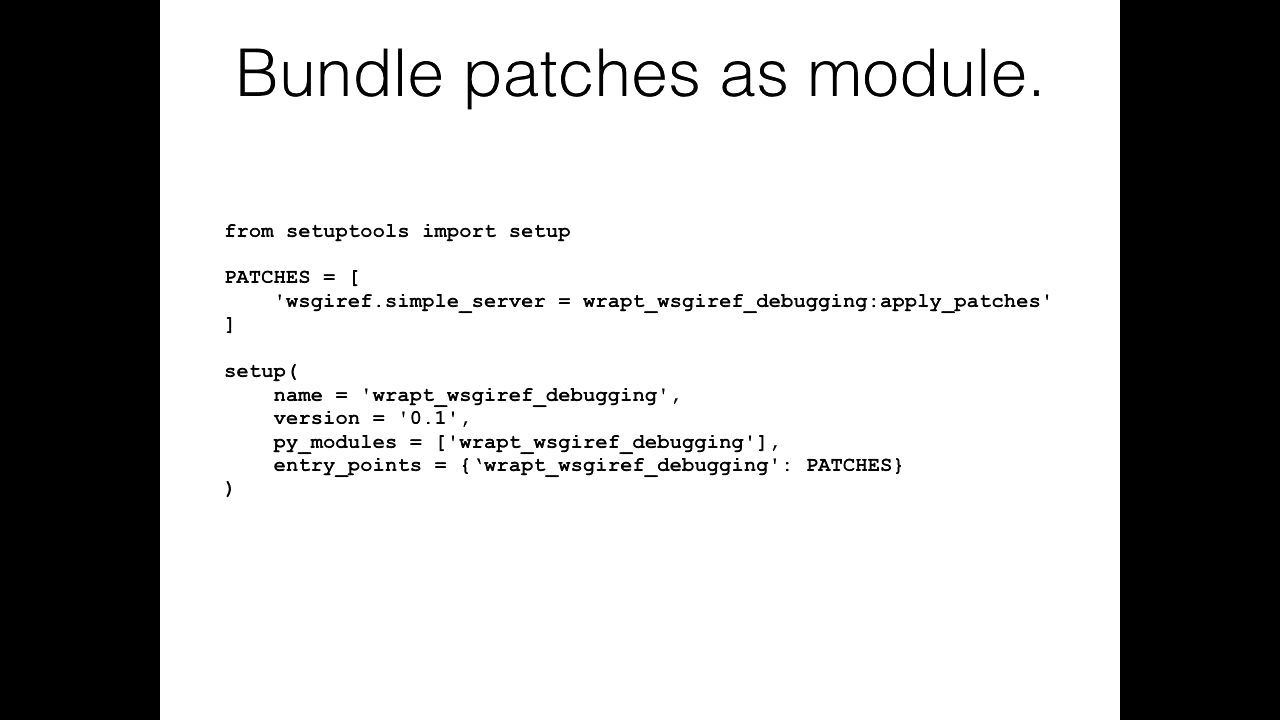 Bundle patches as module.
from setuptools import setup
PATCHES = [
    'wsgiref.simple_server = wrapt_wsgiref_debugging:apply_patches'
]
setup(
    name = 'wrapt_wsgiref_debugging',
    version = '0.1',
    py_modules = ['wrapt_wsgiref_debugging'],
    entry_points = {‘wrapt_wsgiref_debugging': PATCHES}
)